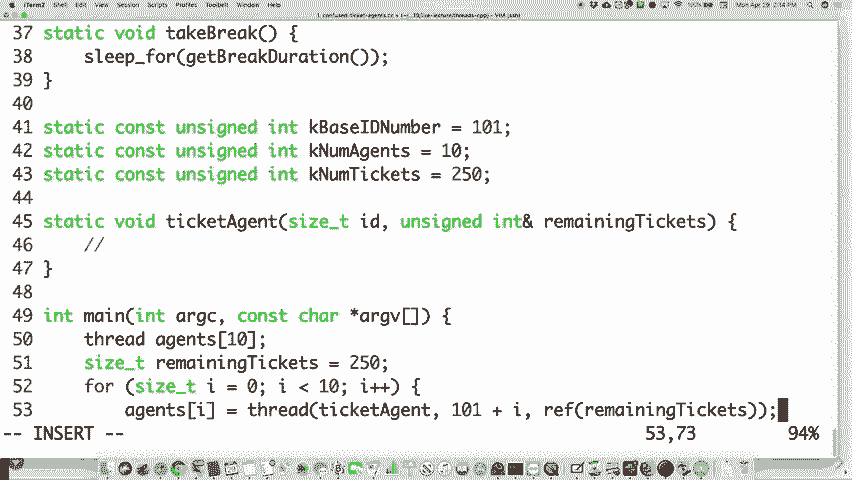 iTerm2 Shell Edit View Session Scripts Profiles Toolbelt Window Help
37 static void takeBreak() {
38     sleep_for(getBreakDuration());
39 }
40
41 static const unsigned int kBaseIDNumber = 101;
42 static const unsigned int kNumAgents = 10;
43 static const unsigned int kNumTickets = 250;
44
45 static void ticketAgent(size_t id, unsigned int& remainingTickets) {
46     //
47 }
48
49 int main(int argc, const char *argv[]) {
50     thread agents[10];
51     size_t remainingTickets = 250;
52     for (size_t i = 0; i < 10; i++) {
53         agents[i] = thread(ticketAgent, 101 + i, ref(remainingTickets));
-- INSERT -- 53,73 94%